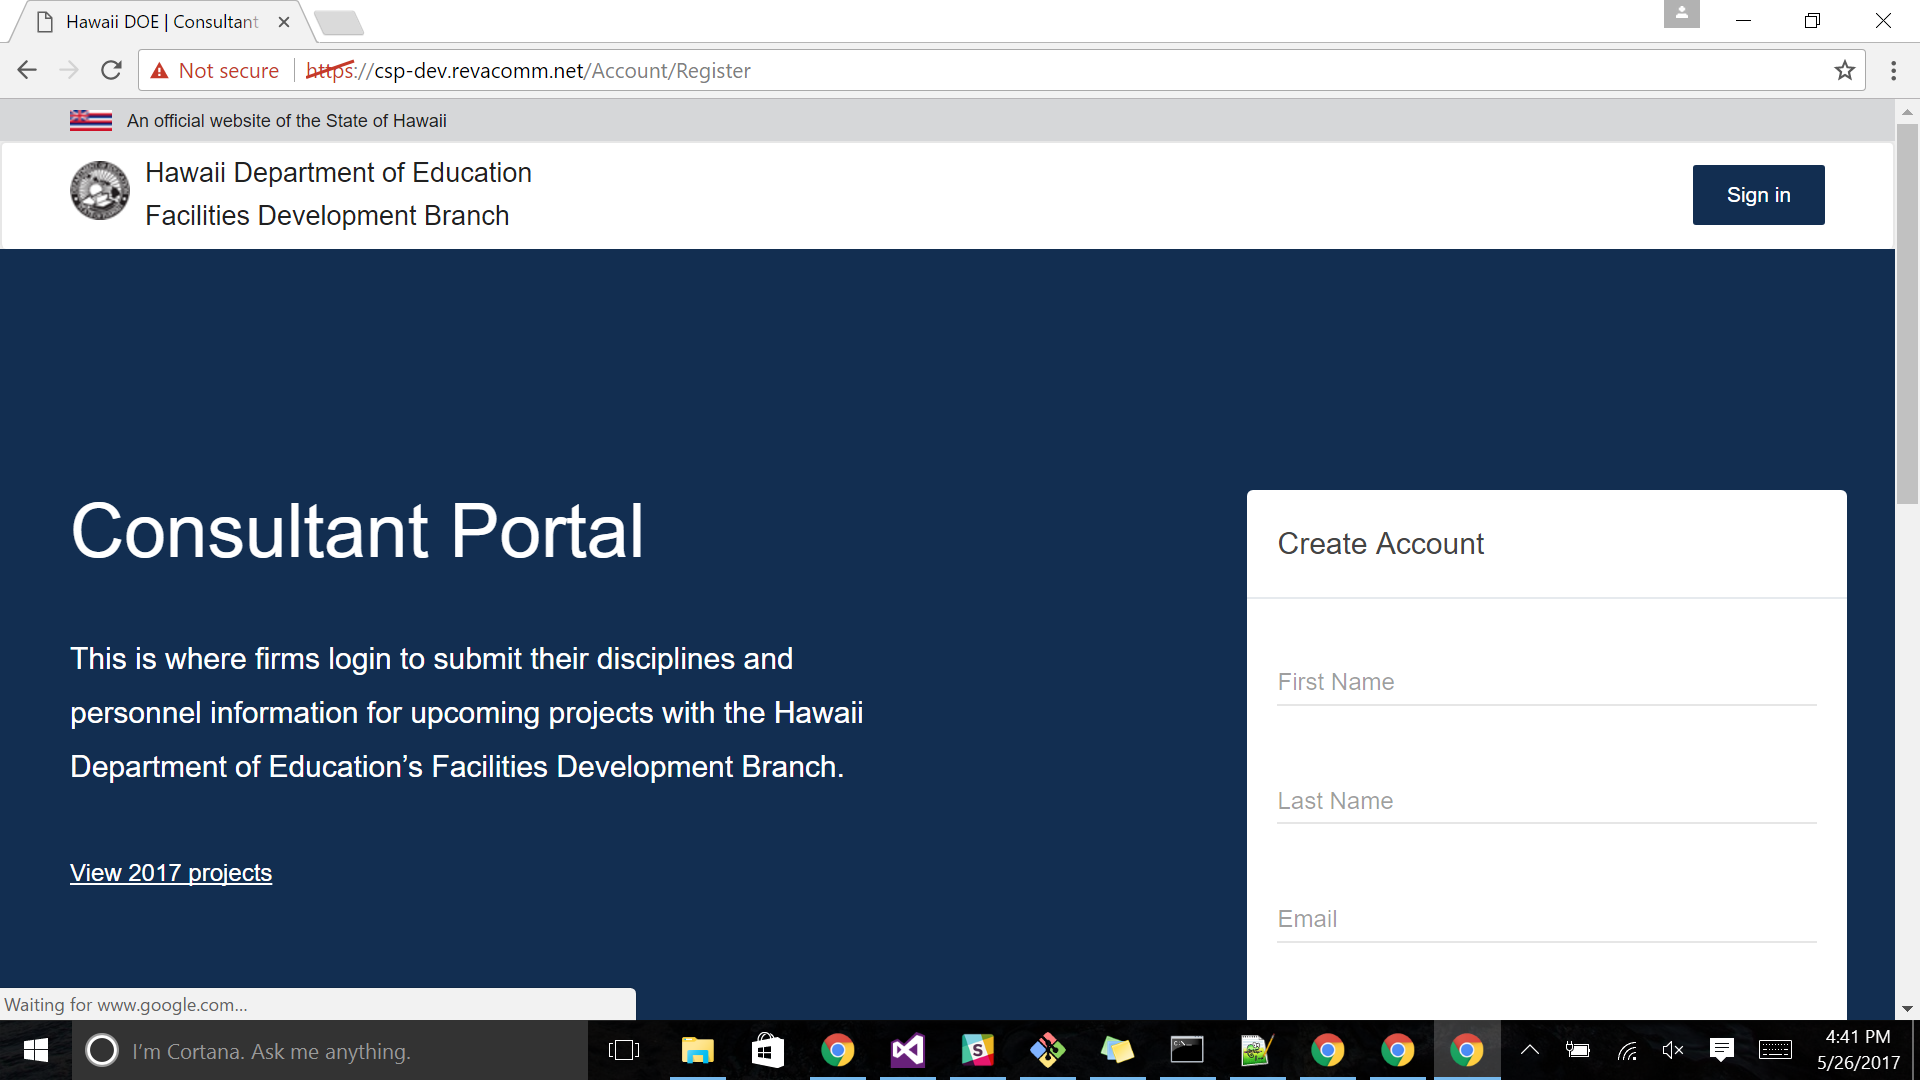 Hawaii DOE | Consultant
Not secure
https://csp-dev.revacomm.net/Account/Register
An official website of the State of Hawaii
Hawaii Department of Education
Facilities Development Branch
Sign in
Consultant Portal
This is where firms login to submit their disciplines and
personnel information for upcoming projects with the Hawaii
Department of Education’s Facilities Development Branch.
View 2017 projects
Create Account
First Name
Last Name
Email
Waiting for www.google.com...
I'm Cortana. Ask me anything.
4:41 PM
5/26/2017